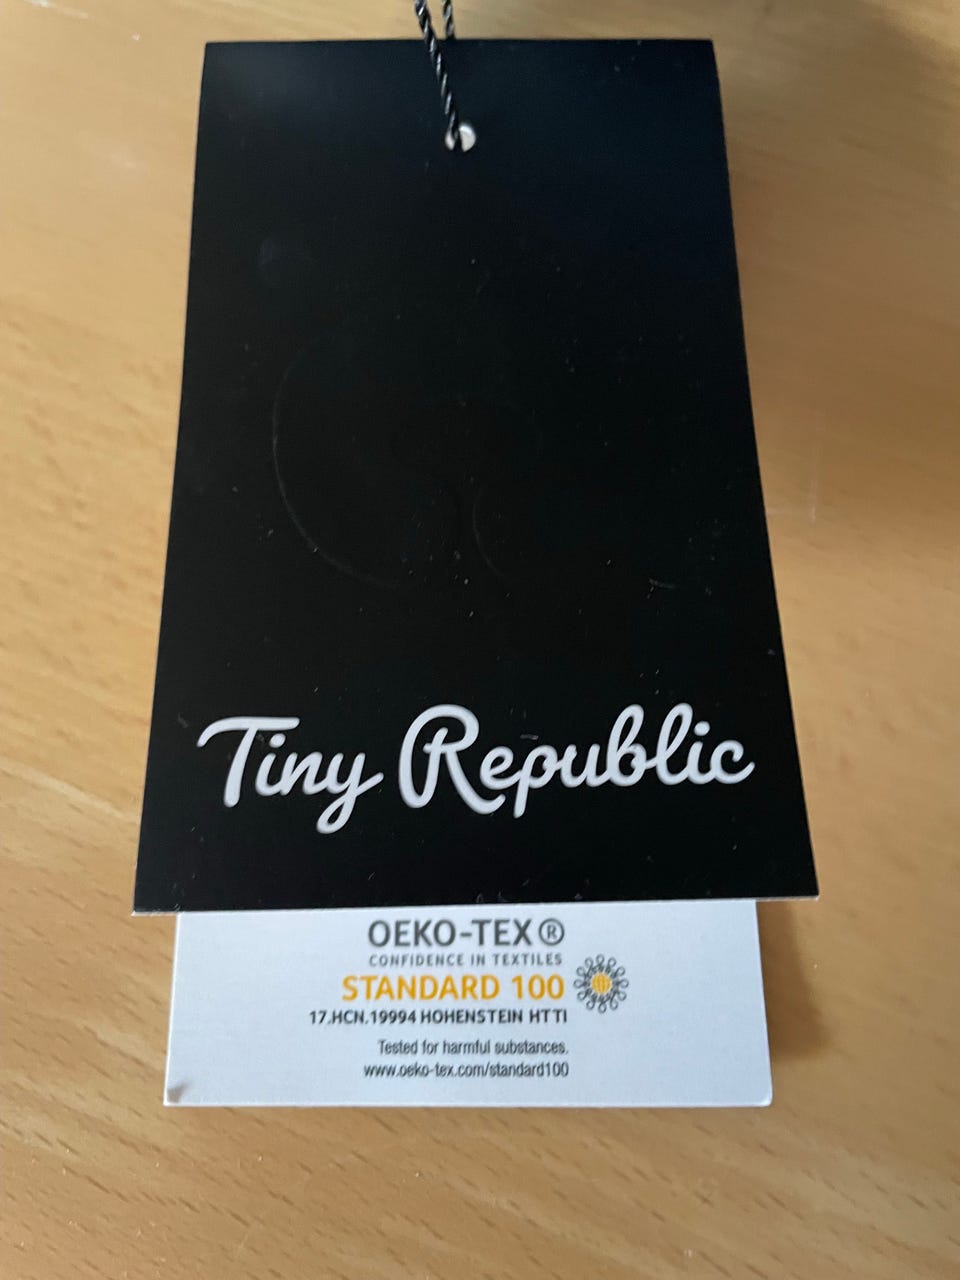 Tiny Republic
OEKO-TEX®
CONFIDENCE IN TEXTILES
STANDARD 100
17.HCN.19994 HOHENSTEIN HTTI
Tested for harmful substances.
www.oeko-tex.com/standard100